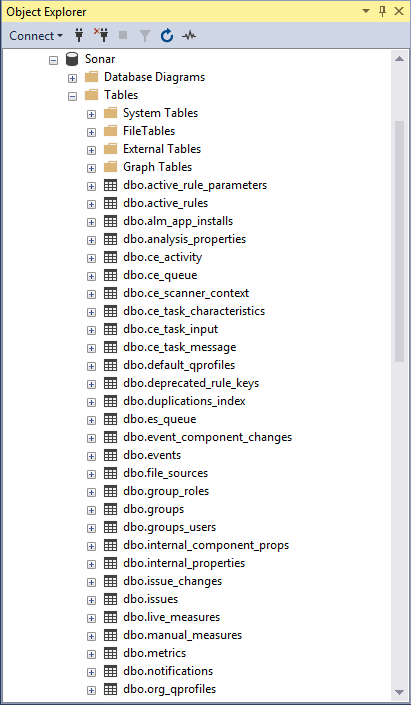 Object Explorer
Connect
Sonar
Database Diagrams
Tables
System Tables
FileTables
External Tables
Graph Tables
dbo.active_rule_parameters
dbo.active_rules
dbo.alm_app_installs
dbo.analysis_properties
dbo.ce_activity
dbo.ce_queue
dbo.ce_scanner_context
dbo.ce_task_characteristics
dbo.ce_task_input
dbo.ce_task_message
dbo.default_qprofiles
dbo.deprecated_rule_keys
dbo.duplications_index
dbo.es_queue
dbo.event_component_changes
dbo.events
dbo.file_sources
dbo.group_roles
dbo.groups
dbo.groups_users
dbo.internal_component_props
dbo.internal_properties
dbo.issue_changes
dbo.issues
dbo.live_measures
dbo.manual_measures
dbo.metrics
dbo.notifications
dbo.org_qprofiles